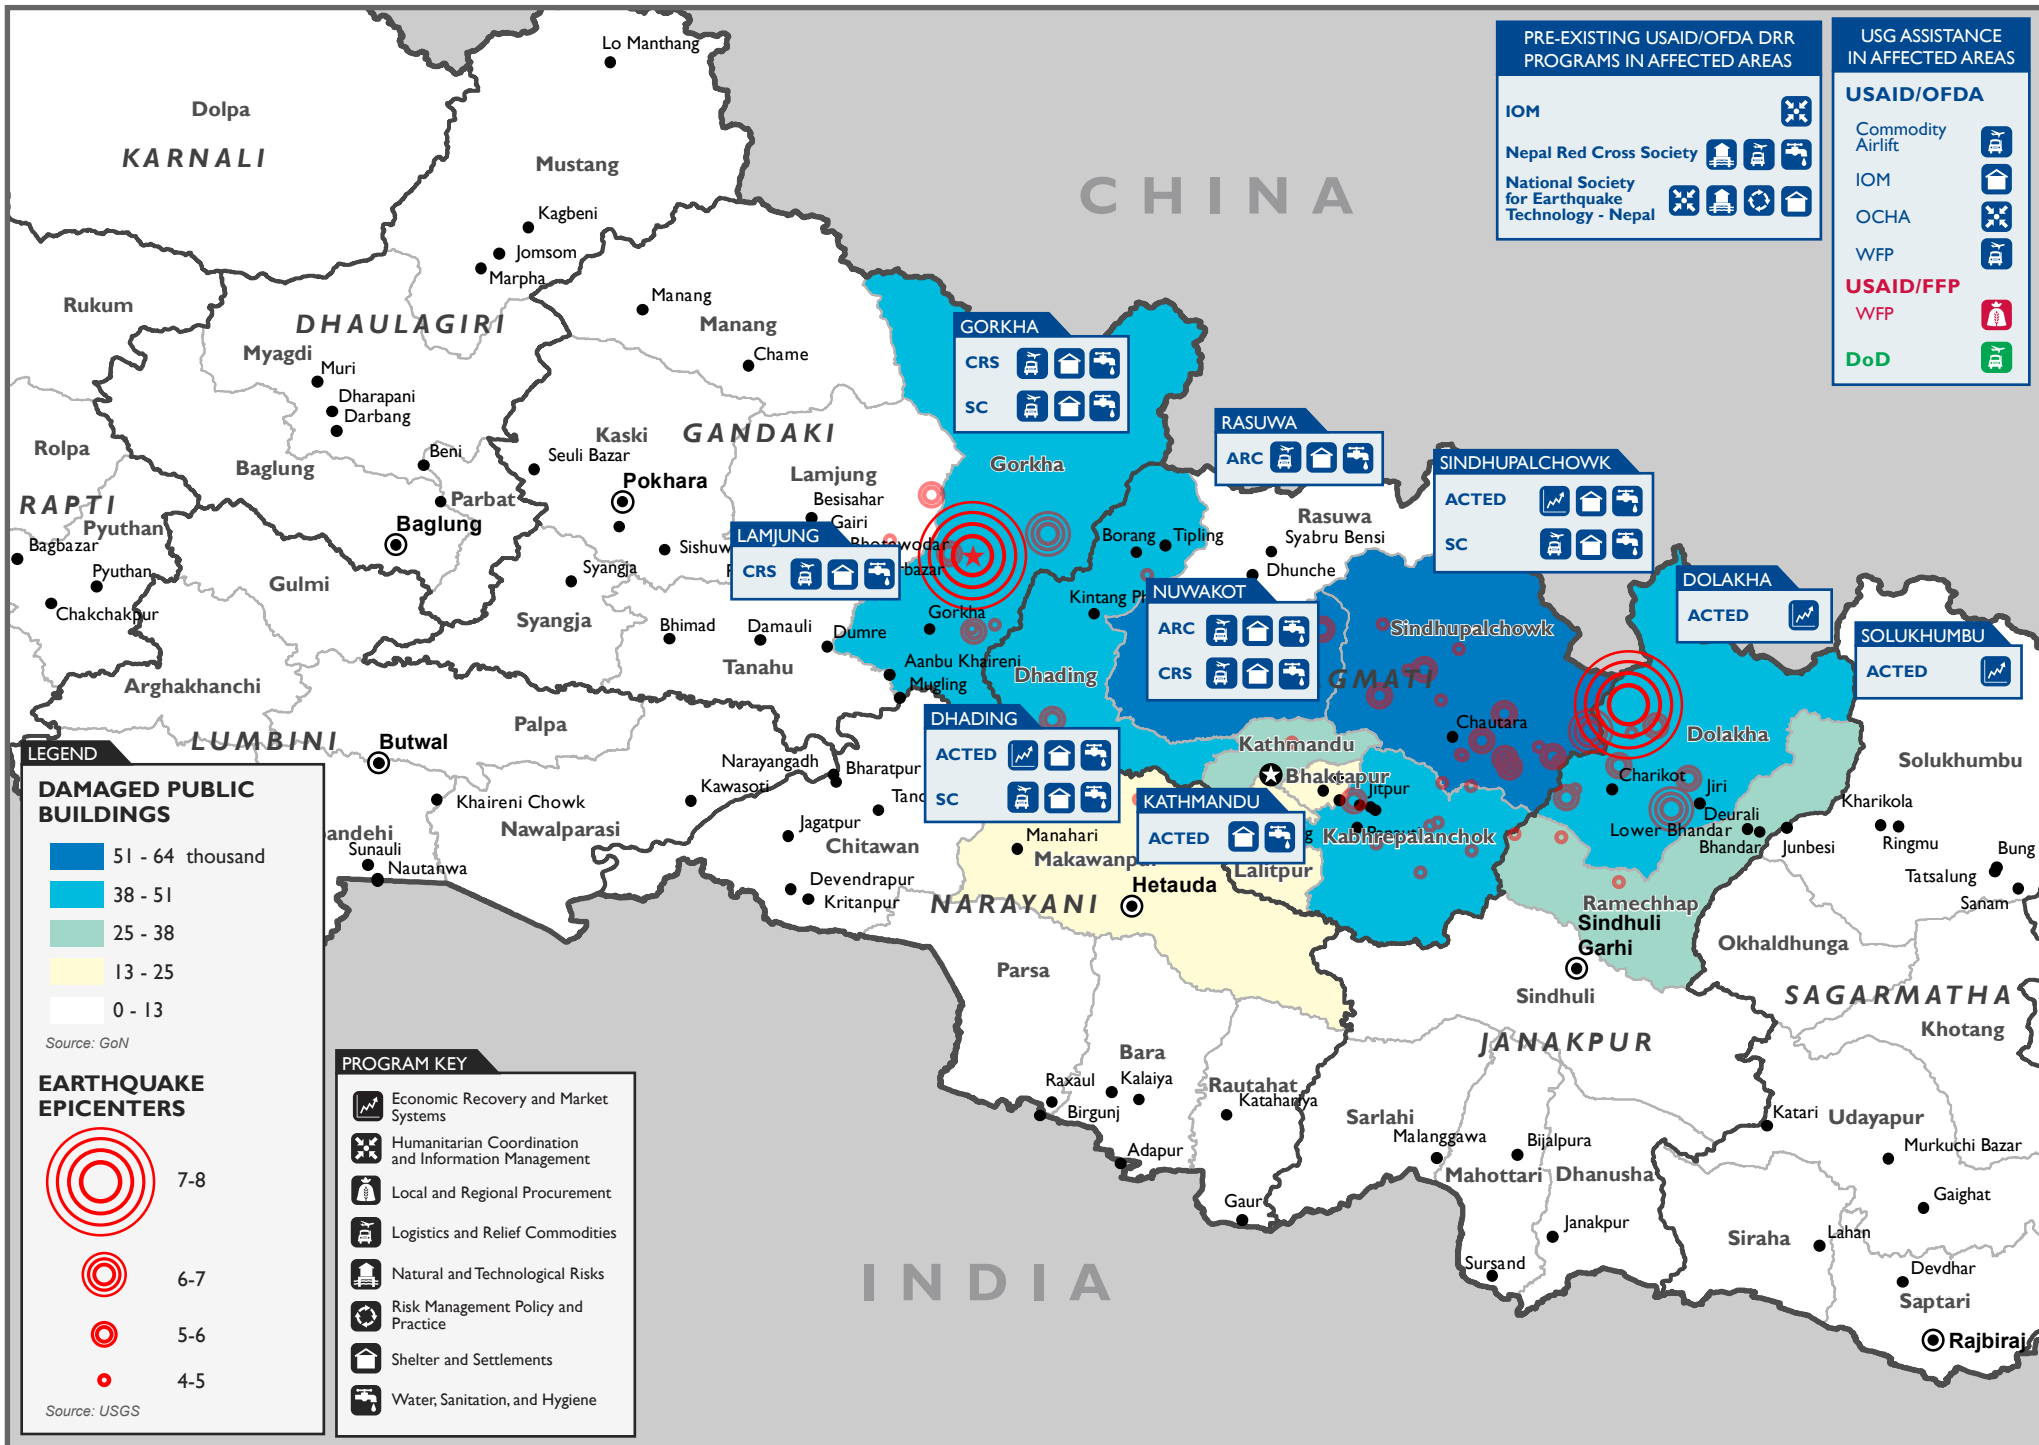 Lo Manthang
Dolpa
KARNALI
Mustang
Kagbeni
Jomsom
Marpha
CHINA
PRE-EXISTING USAID/OFDA DRR
PROGRAMS IN AFFECTED AREAS
IOM
Nepal Red Cross Society
National Society
for Earthquake
Technology - Nepal
USG ASSISTANCE
IN AFFECTED AREAS
USAID/OFDA
Commodity
Airlift
IOM
OCHA
WFP
USAID/FFP
WFP
DoD
Rukum
DHAULAGIRI
Myagdi
Muri
Dharapani
Darbang
Manang
Manang
Chame
Rolpa
Baglung
Beni
Parbat
Baglung
RAPTI
Pyuthan
Bagbazar
Pyuthan
Chakchakpur
Gulmi
Kaski
Seuli Bazar
GANDAKI
Pokhara
Lamjung
Besisahar
Gairi
Syangja
Syangja
Bhimad
Damauli
Dumre
Tanahu
GORKHA
CRS
SC
Gorkha
LAMJUNG
CRS
Gorkha
Aanbu Khaireni
Mugling
RASUWA
ARC
Rasuwa
Syabru Bensi
Dhunche
Borang
Tipling
SINDHUPALCHOWK
ACTED
SC
Sindhupalchowk
NUWAKOT
ARC
CRS
Dhading
DHADING
ACTED
SC
DOLAKHA
ACTED
SOLUKHUMBU
ACTED
Chautara
Dolakha
Charikot
Jiri
Deurali
Lower Bhandar
Bhandar
Junbesi
Solukhumbu
Kharikola
Ringmu
Bung
Tatsalung
Sanam
Kathmandu
Bhaktapur
Jitpur
Kabhrepalanchok
KATHMANDU
ACTED
Lalitpur
Arghakhanchi
Palpa
LUMBINI
Butwal
Khaireni Chowk
Nawalparasi
Sunauli
Nautanwa
Narayangadh
Bharatpur
Kawasoti
Jagatpur
Chitawan
Devendrapur
Kritanpur
Manahari
Hetauda
NARAYANI
Parsa
Bara
Kalaiya
Raxaul
Birgunj
Adapur
Rautahat
Katahariya
Gaur
Ramechhap
Sindhuli
Garhi
Sindhuli
Okhaldhunga
SAGARMATHA
Khotang
JANAKPUR
Sarlahi
Malanggawa
Bijalpura
Mahottari
Dhanusha
Janakpur
Sursand
Katari
Udayapur
Murkuchi Bazar
Gaighat
Siraha
Lahan
Devdhar
Saptari
Rajbiraj
INDIA
LEGEND
DAMAGED PUBLIC
BUILDINGS
51 - 64 thousand
38 - 51
25 - 38
13 - 25
0 - 13
Source: GoN
EARTHQUAKE
EPICENTERS
7-8
6-7
5-6
4-5
Source: USGS
PROGRAM KEY
Economic Recovery and Market
Systems
Humanitarian Coordination
and Information Management
Local and Regional Procurement
Logistics and Relief Commodities
Natural and Technological Risks
Risk Management Policy and
Practice
Shelter and Settlements
Water, Sanitation, and Hygiene